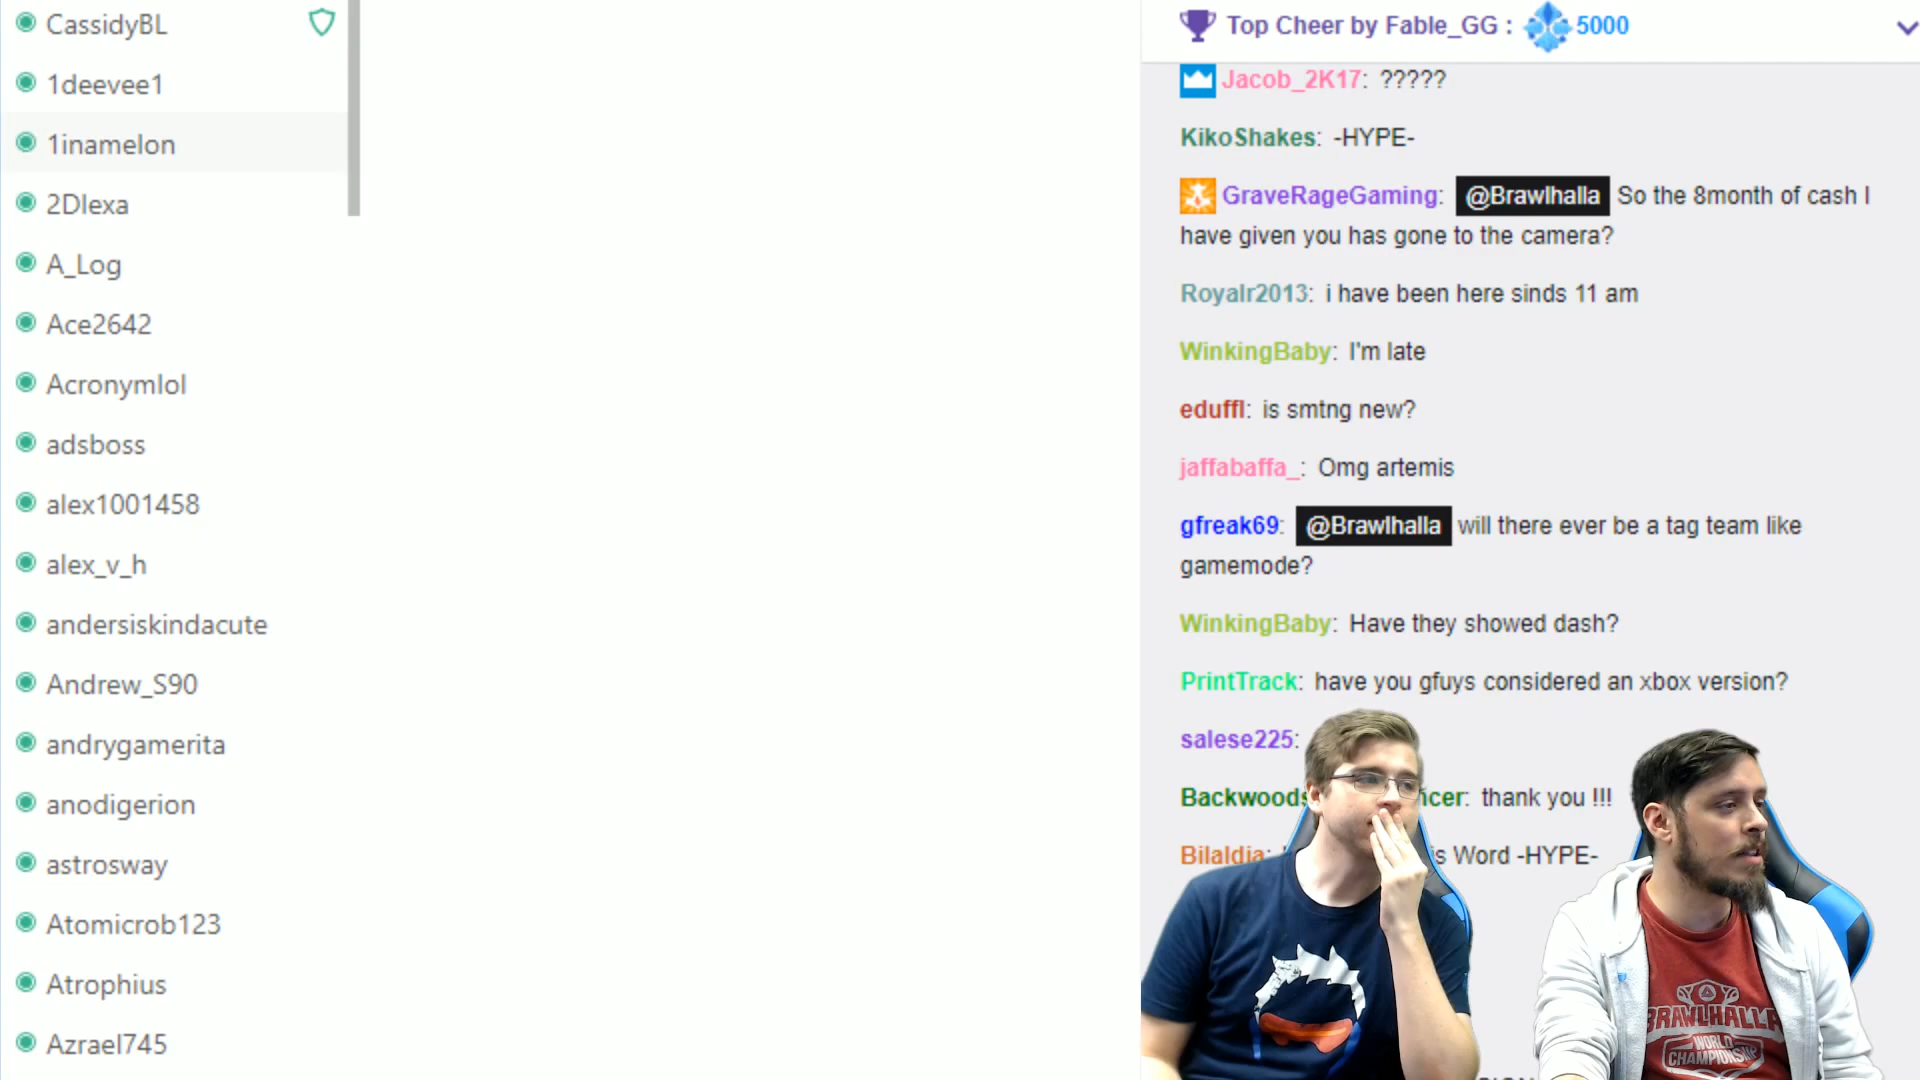 CassidyBL
1deevee1
1inamelon
2Dlexa
A_Log
Ace2642
Acronymlol
adsboss
alex1001458
alex_v_h
andersiskindacute
Andrew_S90
andrygamerita
anodigerion
astrosway
Atomicrob123
Atrophius
Azrael745
Top Cheer by Fable_GG : 5000
Jacob_2K17: ?????
KikoShakes: -HYPE-
GraveRageGaming: @Brawlhalla So the 8month of cash I
have given you has gone to the camera?
Royalr2013: i have been here sinds 11 am
WinkingBaby: I'm late
eduffl: is smtng new?
jaffabaffa_: Omg artemis
gfreak69: @Brawlhalla will there ever be a tag team like
gamemode?
WinkingBaby: Have they showed dash?
PrintTrack: have you gfuys considered an xbox version?
salese225:
thank you !!!
Bilaldia: Word -HYPE-
BRAWLHALLA
WORLD
CHAMPIONSHIP